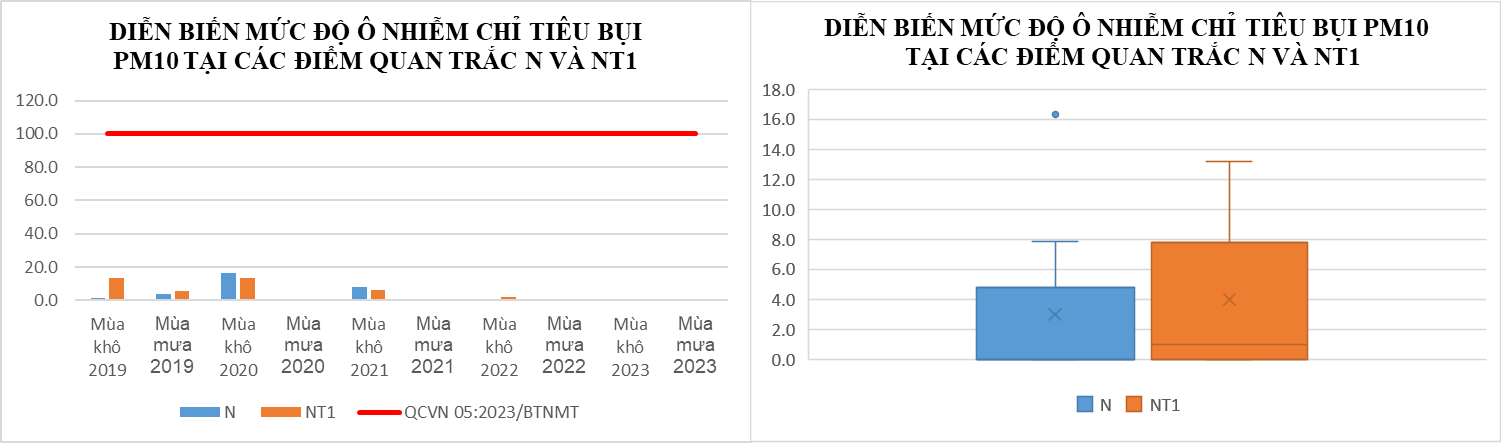 DIỄN BIẾN MỨC ĐỘ Ô NHIỄM CHỈ TIÊU BỤI
PM10 TẠI CÁC ĐIỂM QUAN TRẮC N VÀ NT1
120.0
100.0
80.0
60.0
40.0
20.0
0.0
Mùa khô 2019
Mùa mưa 2019
Mùa khô 2020
Mùa mưa 2020
Mùa khô 2021
Mùa mưa 2021
Mùa khô 2022
Mùa mưa 2022
Mùa khô 2023
Mùa mưa 2023
N NT1 QCVN 05:2023/BTNMT
DIỄN BIẾN MỨC ĐỘ Ô NHIỄM CHỈ TIÊU BỤI PM10
TẠI CÁC ĐIỂM QUAN TRẮC N VÀ NT1
18.0
16.0
14.0
12.0
10.0
8.0
6.0
4.0
2.0
0.0
N NT1